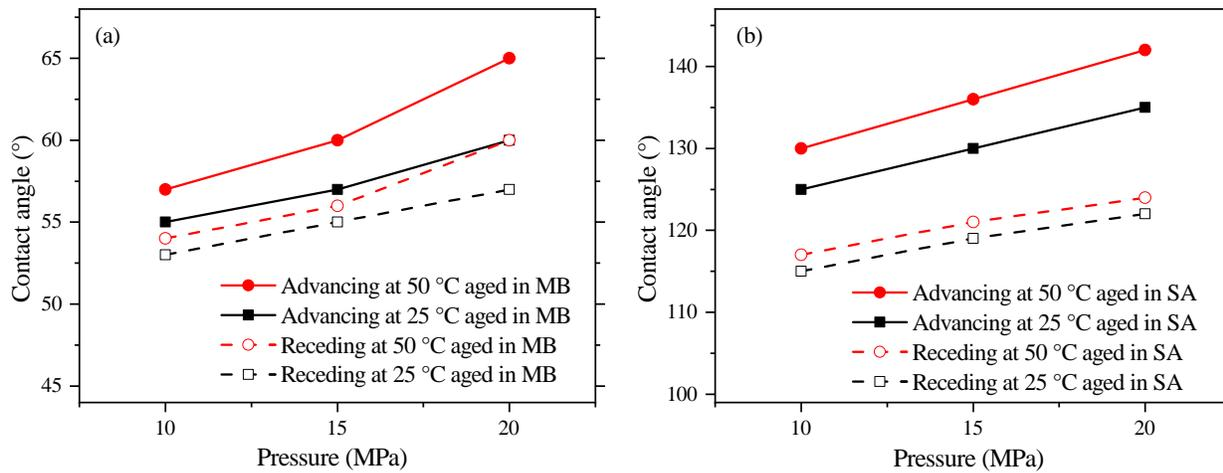 (a)
65
60
55
50
45
Contact angle (°)
Advancing at 50 °C aged in MB
Advancing at 25 °C aged in MB
Receding at 50 °C aged in MB
Receding at 25 °C aged in MB
10 15 20
Pressure (MPa)
(b)
140
130
120
110
100
Contact angle (°)
Advancing at 50 °C aged in SA
Advancing at 25 °C aged in SA
Receding at 50 °C aged in SA
Receding at 25 °C aged in SA
10 15 20
Pressure (MPa)